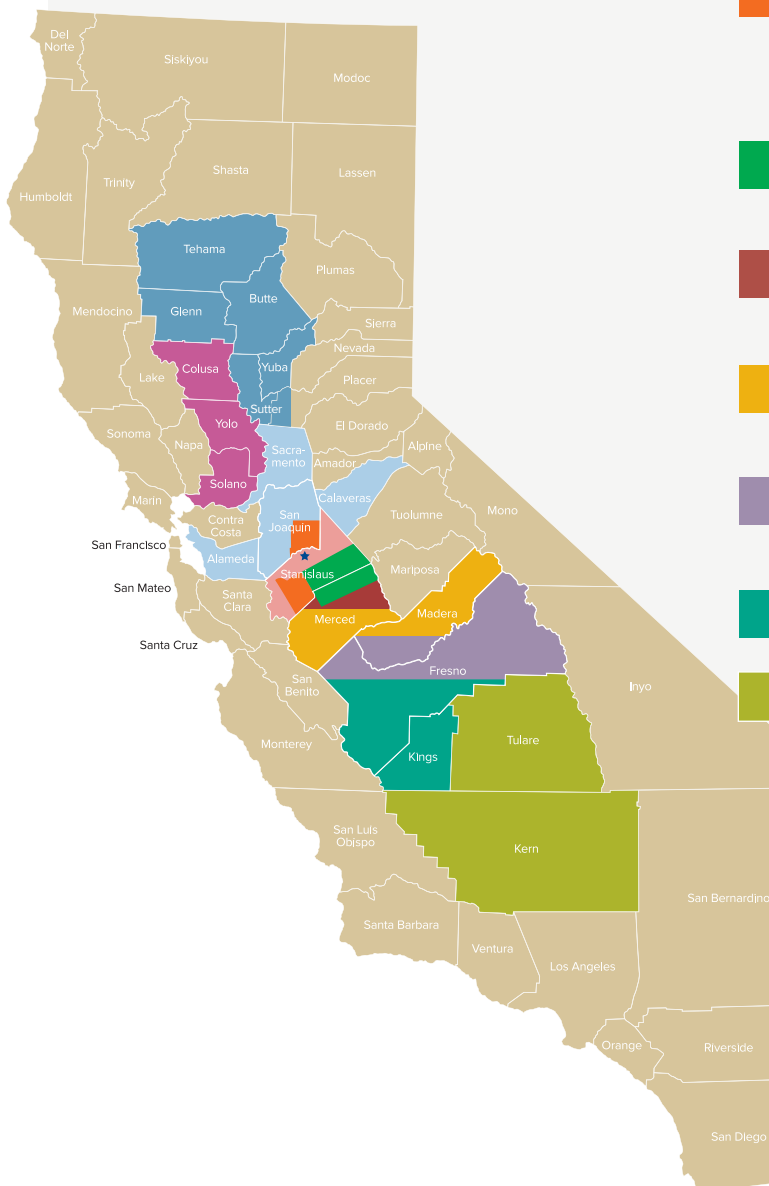 Del
Norte
Siskiyou
Modoc
Shasta
Lassen
Trinity
Humboldt
Tehama
Plumas
Butte
Mendocino
Glenn
Sierra
Nevada
Colusa
Yuba
Lake
Placer
Sutter
Yolo
El Dorado
Sonoma
Napa
Sacra-
mento
Alpine
Amador
Solano
Calaveras
Marin
Mono
San
Joaquin
Tuolumne
Contra
Costa
San Francisco
Alameda
Stanislaus
Mariposa
San Mateo
Santa
Clara
Madera
Merced
Santa Cruz
Fresno
San
Benito
Inyo
Monterey
Tulare
Kings
San Luis
Obispo
Kern
San Bernardino
Santa Barbara
Ventura
Los Angeles
Orange
Riverside
San Diego